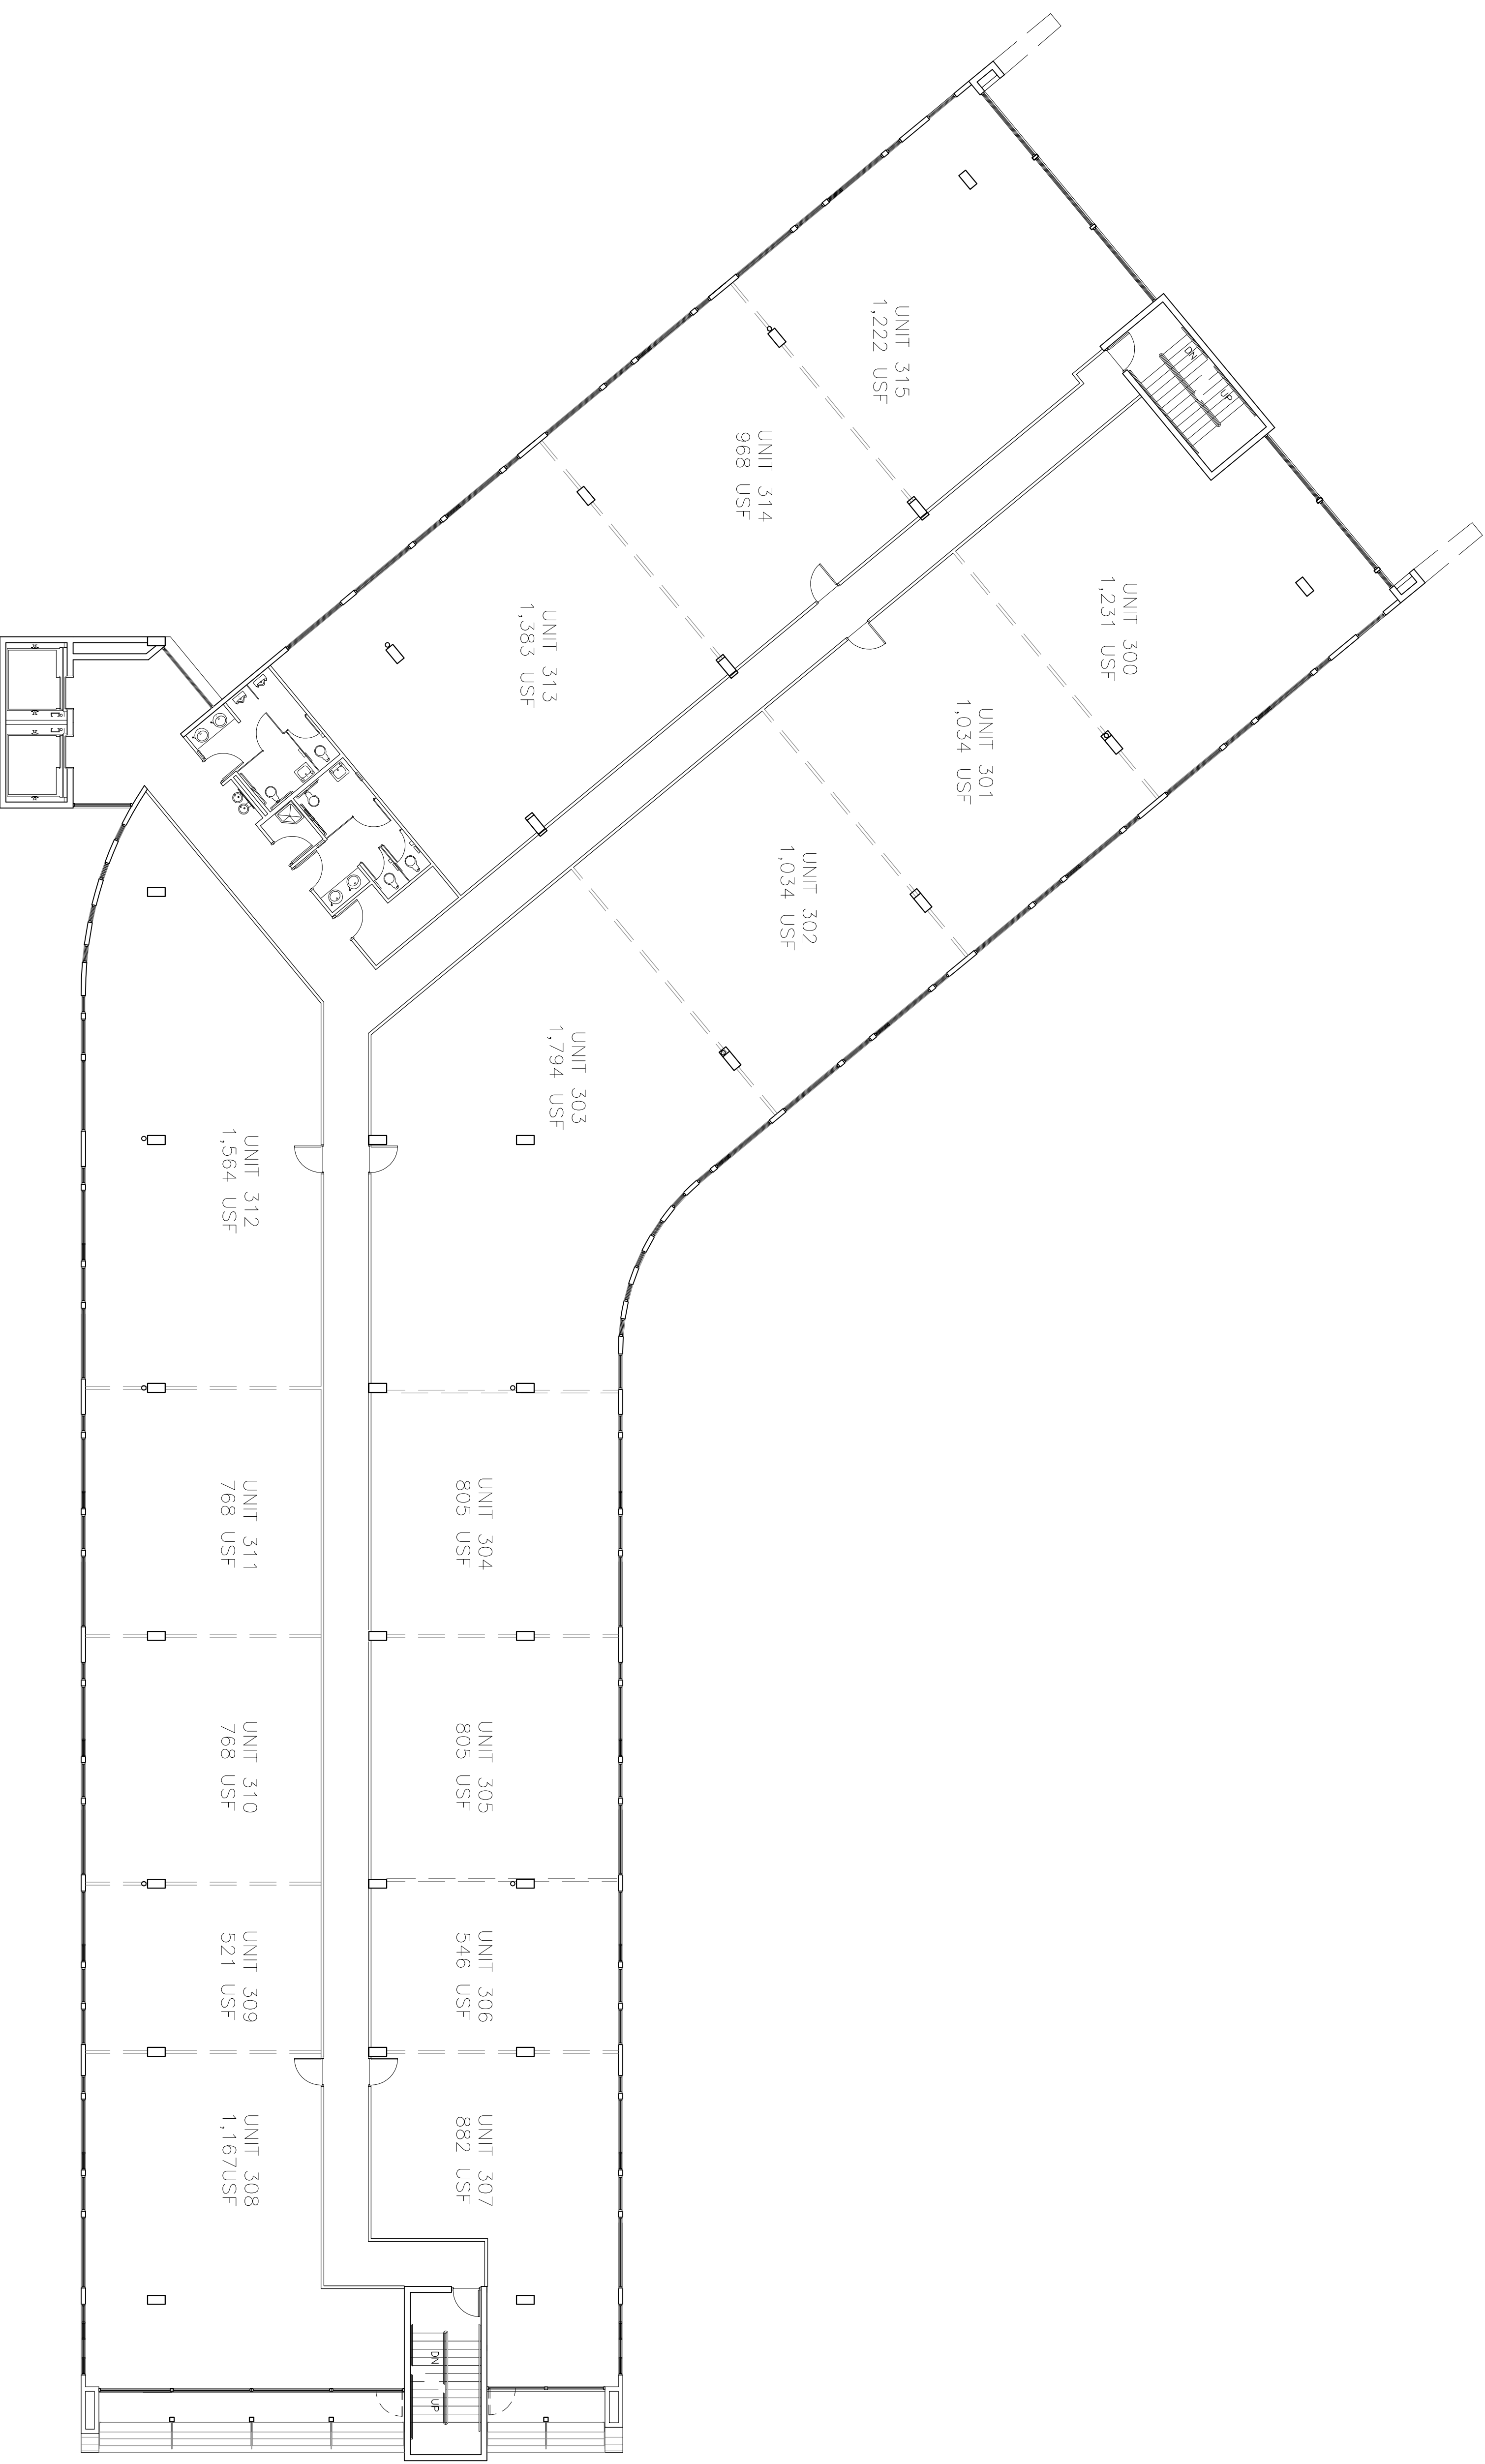 UNIT 315
1,222 USF
UNIT 314
968 USF
UNIT 313
1,383 USF
DN
UP
UNIT 300
1,231 USF
UNIT 301
1,034 USF
UNIT 302
1,034 USF
UNIT 303
1,794 USF
UNIT 312
1,564 USF
UNIT 311
768 USF
UNIT 304
805 USF
UNIT 310
768 USF
UNIT 305
805 USF
UNIT 309
521 USF
UNIT 306
546 USF
UNIT 308
1,167USF
UNIT 307
882 USF
DN
UP